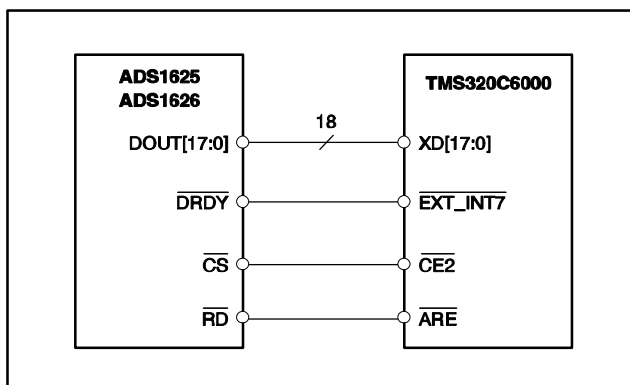 ADS1625
ADS1626
TMS320C6000
18
DOUT[17:0]
XD[17:0]
DRDY
EXT_INT7
CS
CE2
RD
ARE